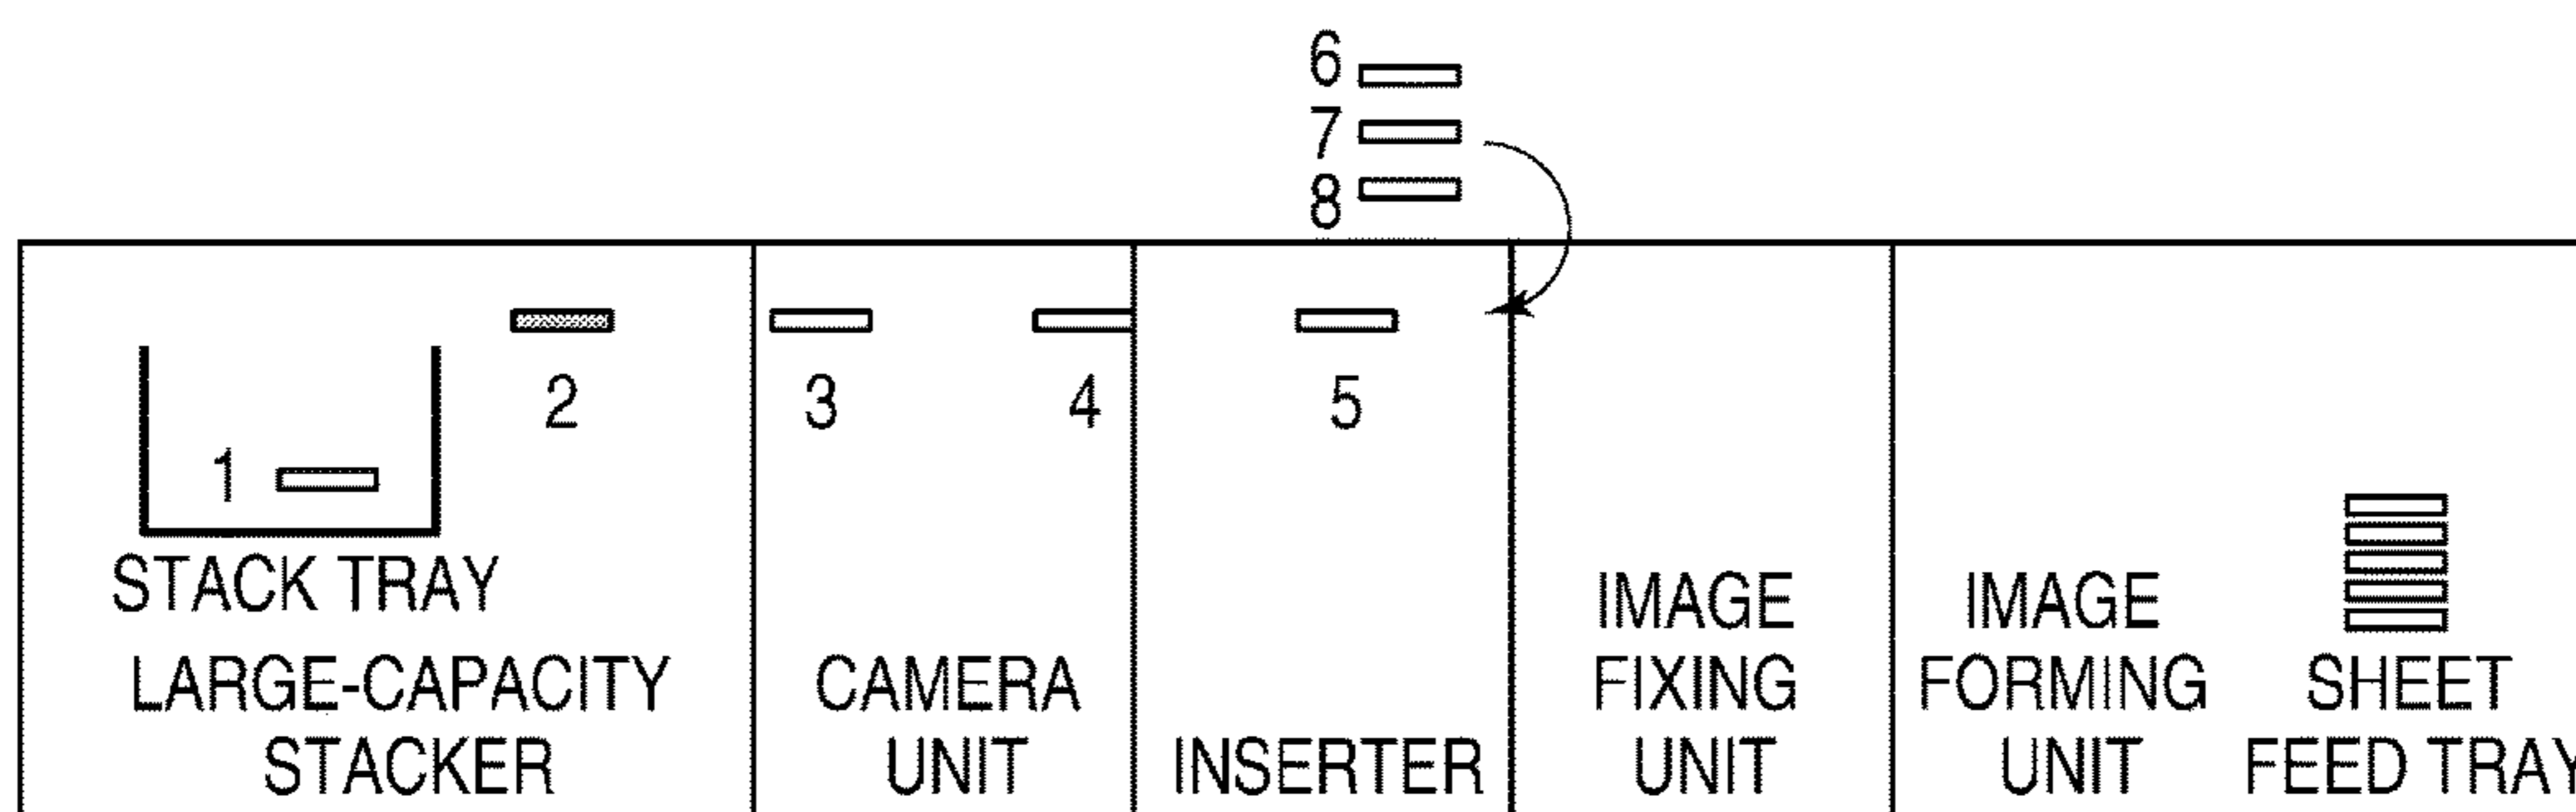 6
7
8
2
3
4
5
1
STACK TRAY
LARGE-CAPACITY
STACKER
CAMERA
UNIT
INSERTER
IMAGE
FIXING
UNIT
IMAGE
FORMING
UNIT
SHEET
FEED TRAY